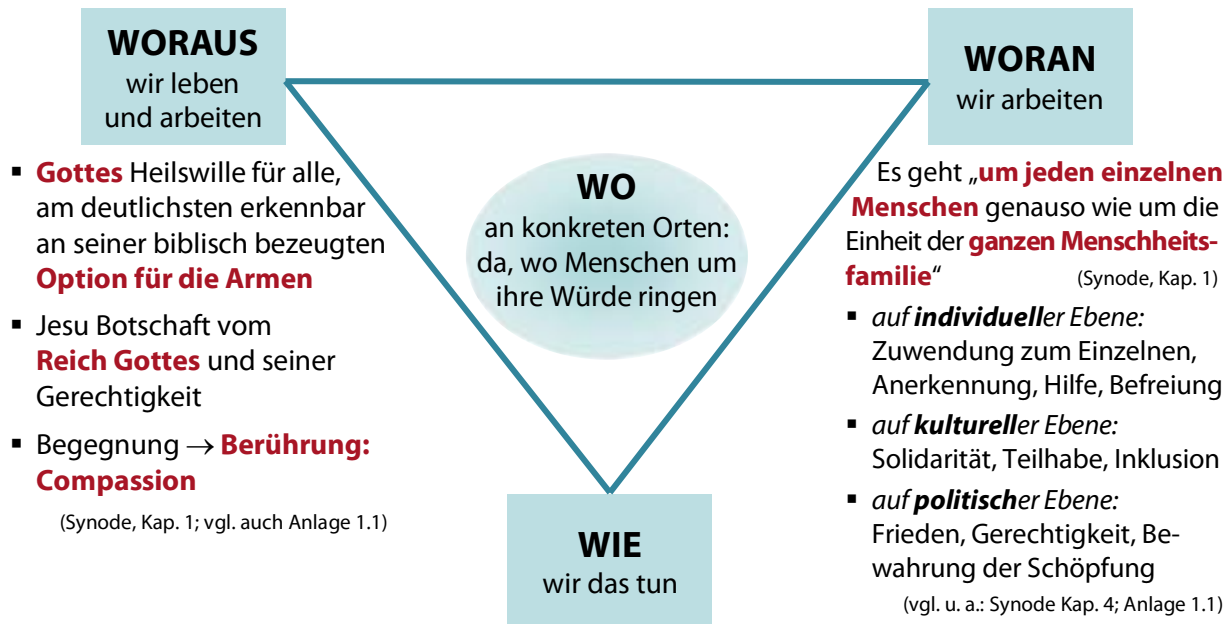 WORAUS
wir leben
und arbeiten
▪ Gottes Heilswille für alle,
am deutlichsten erkennbar
an seiner biblisch bezeugten
Option für die Armen
▪ Jesu Botschaft vom
Reich Gottes und seiner
Gerechtigkeit
▪ Begegnung → Berührung:
Compassion
(Synode, Kap. 1; vgl. auch Anlage 1.1)
WO
an konkreten Orten:
da, wo Menschen um
ihre Würde ringen
WIE
wir das tun
WORAN
wir arbeiten
Es geht „um jeden einzelnen
Menschen genauso wie um die
Einheit der ganzen Menschheits-
familie“ (Synode, Kap. 1)
▪ auf individueller Ebene:
Zuwendung zum Einzelnen,
Anerkennung, Hilfe, Befreiung
▪ auf kultureller Ebene:
Solidarität, Teilhabe, Inklusion
▪ auf politischer Ebene:
Frieden, Gerechtigkeit, Be-
wahrung der Schöpfung
(vgl. u. a.: Synode Kap. 4; Anlage 1.1)